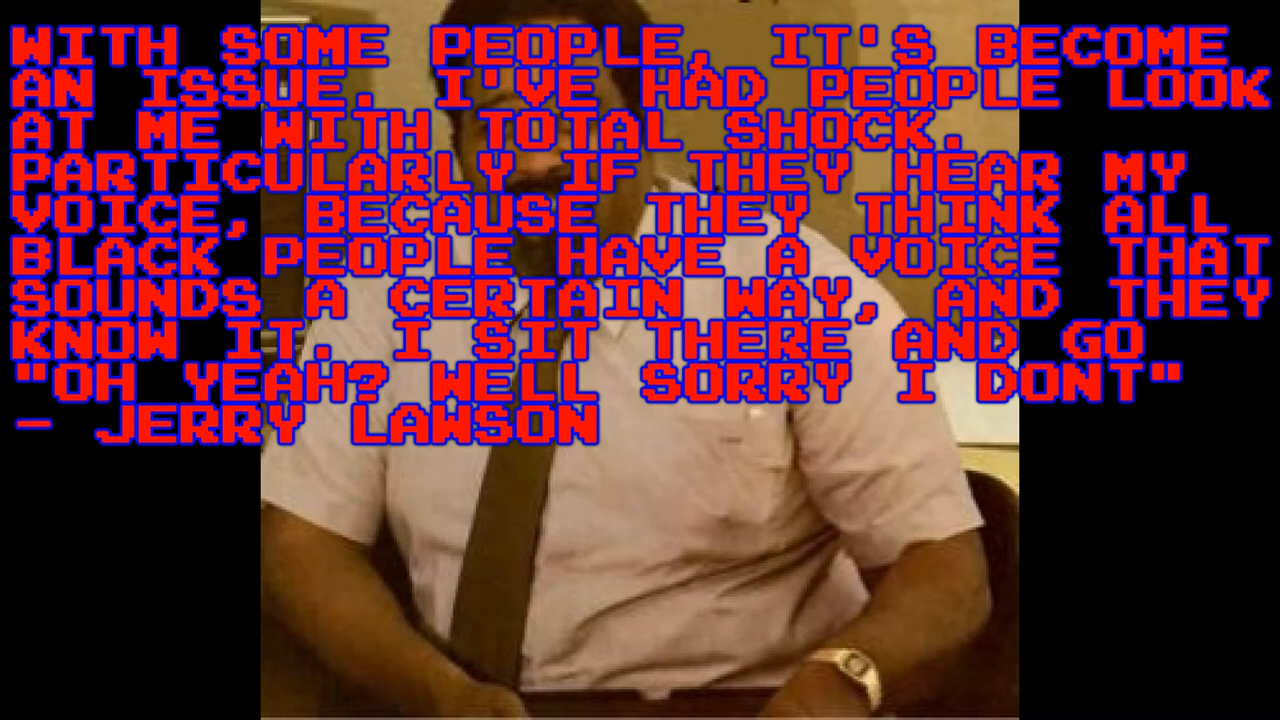 WITH SOME PEOPLE, IT'S BECOME
AN ISSUE. I'VE HAD PEOPLE LOOK
AT ME WITH TOTAL SHOCK.
PARTICULARLY IF THEY HEAR MY
VOICE, BECAUSE THEY THINK ALL
BLACK PEOPLE HAVE A VOICE THAT
SOUNDS A CERTAIN WAY, AND THEY
KNOW IT. I SIT THERE AND GO
"OH YEAH? WELL SORRY I DONT"
- JERRY LAWSON